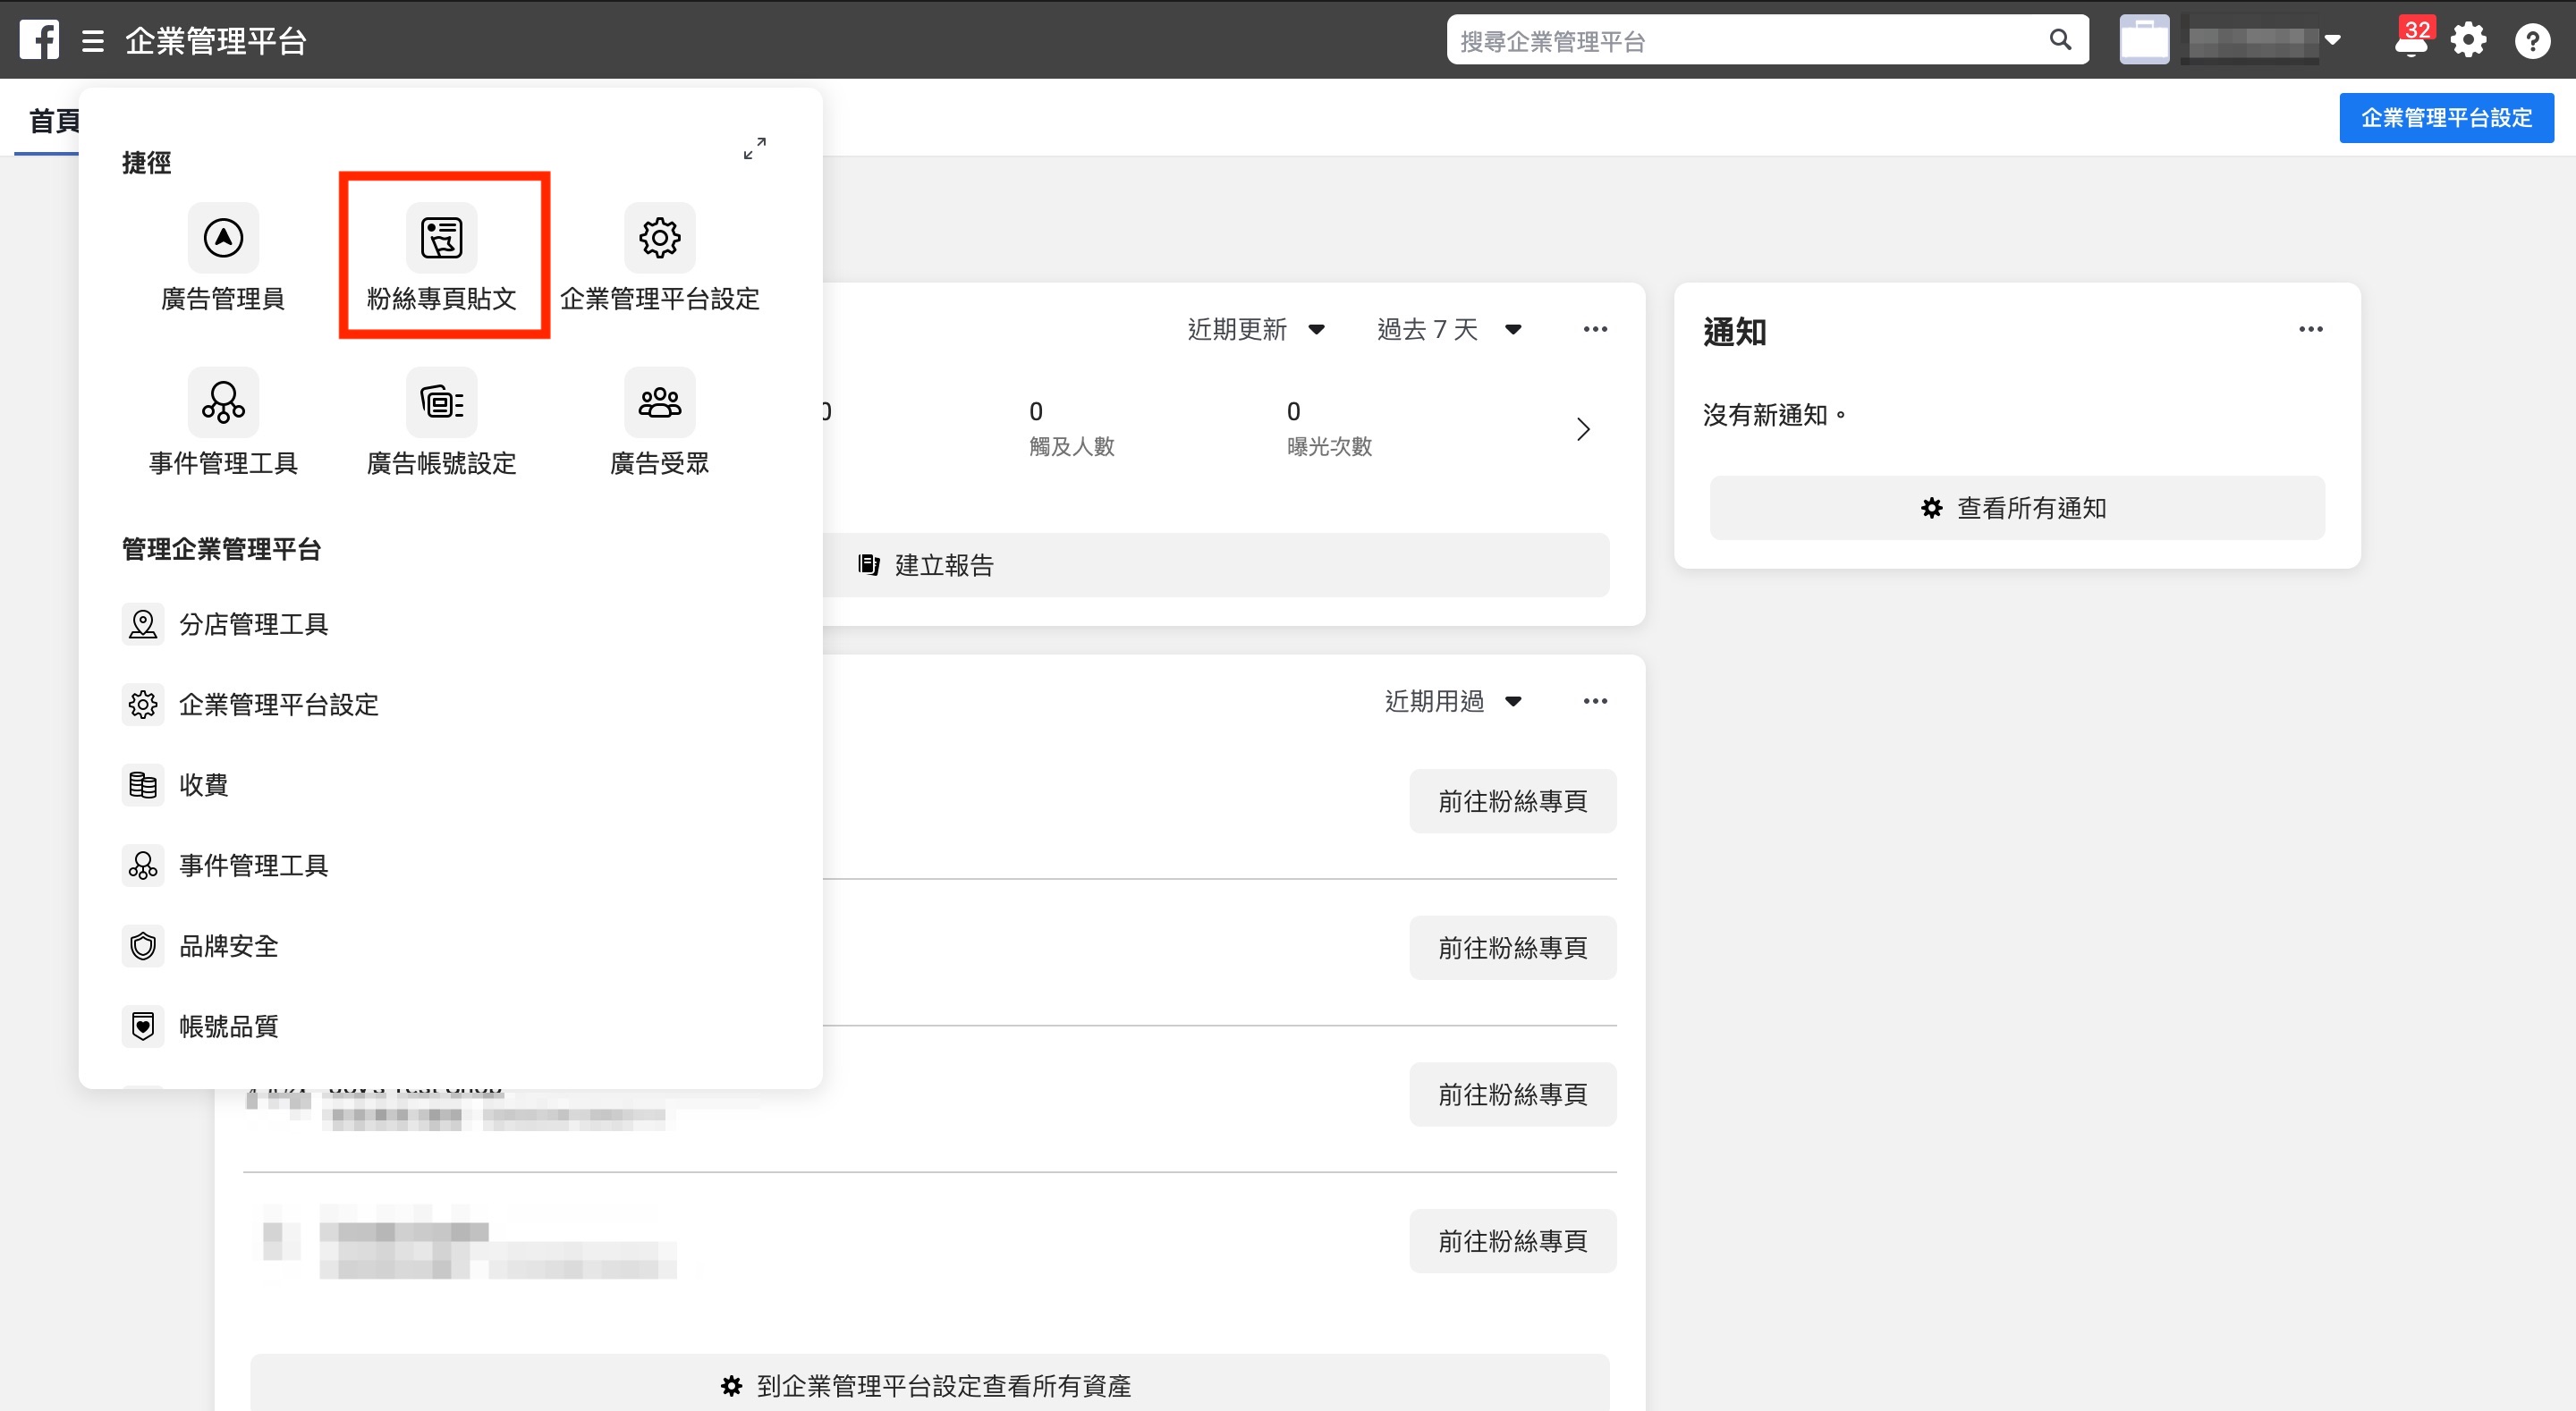 企業管理平台
搜尋企業管理平台
32
首頁
企業管理平台設定
捷徑
廣告管理員
粉絲專頁貼文
企業管理平台設定
事件管理工具
廣告帳號設定
廣告受眾
管理企業管理平台
分店管理工具
企業管理平台設定
收費
事件管理工具
品牌安全
帳號品質
近期更新
過去 7 天
0
0
0
觸及人數
曝光次數
建立報告
近期用過
前往粉絲專頁
前往粉絲專頁
前往粉絲專頁
前往粉絲專頁
到企業管理平台設定查看所有資產
通知
沒有新通知。
查看所有通知